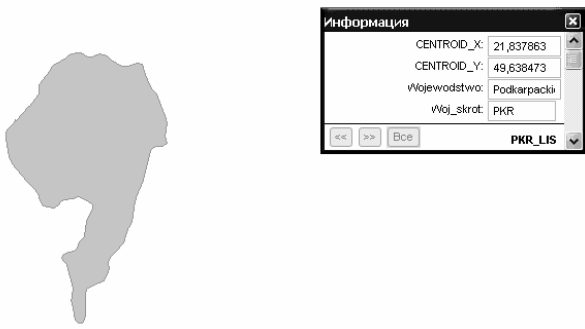 Информация
CENTROID_X: 21,837863
CENTROID_Y: 49,638473
Wojewodstwo: Podkarpacki
Woj_skrot: PKR
<< >> Все PKR_LIS